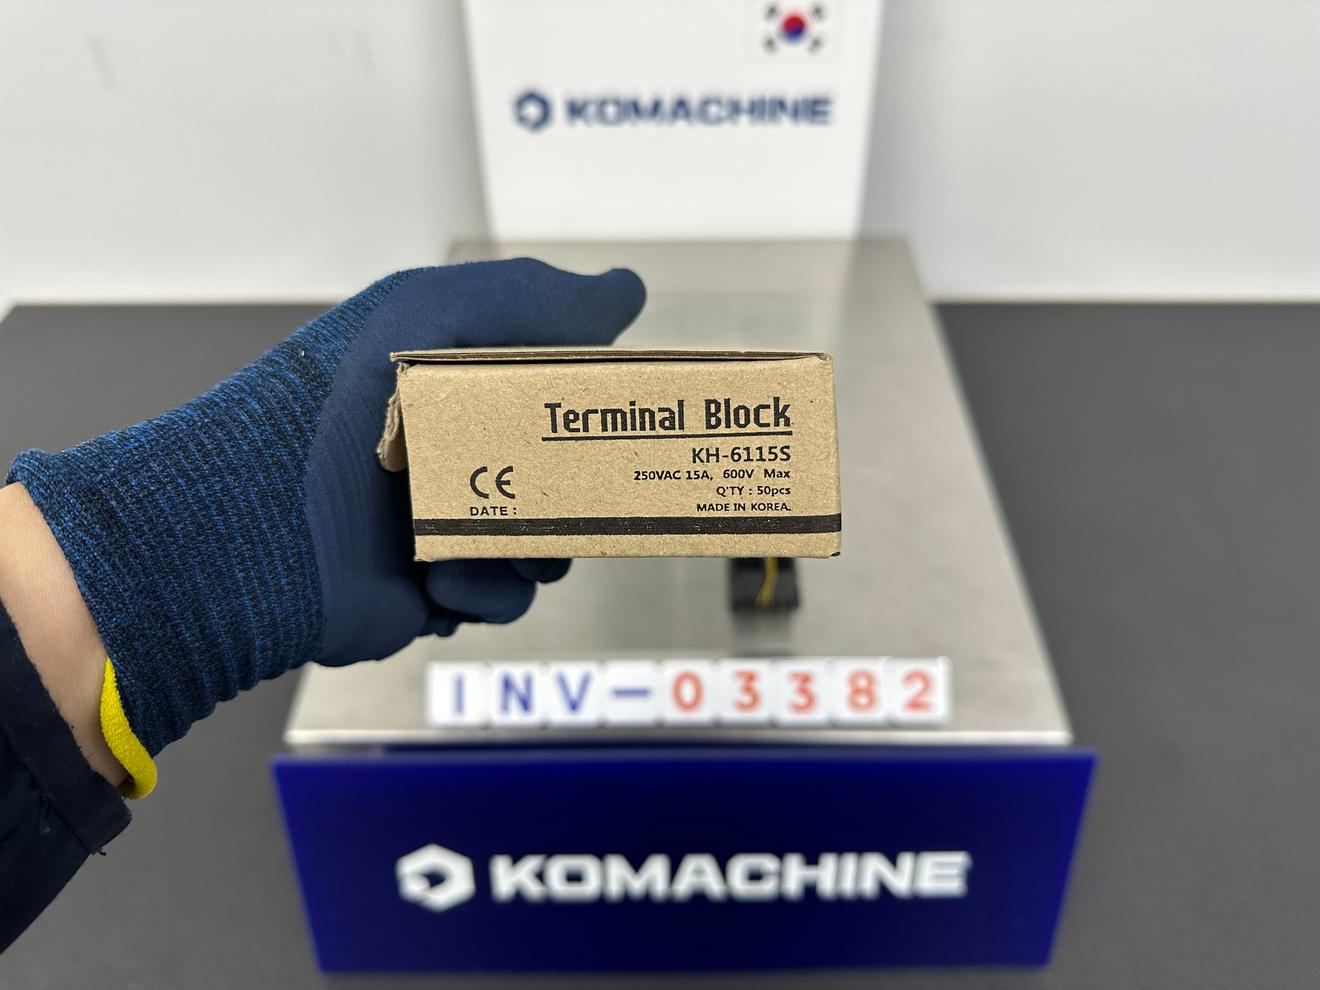 KOMACHINE
Terminal Block
KH-6115S
250VAC 15A, 600V Max
Q'TY : 50pcs
MADE IN KOREA.
CE
DATE :
INV-03382
KOMACHINE